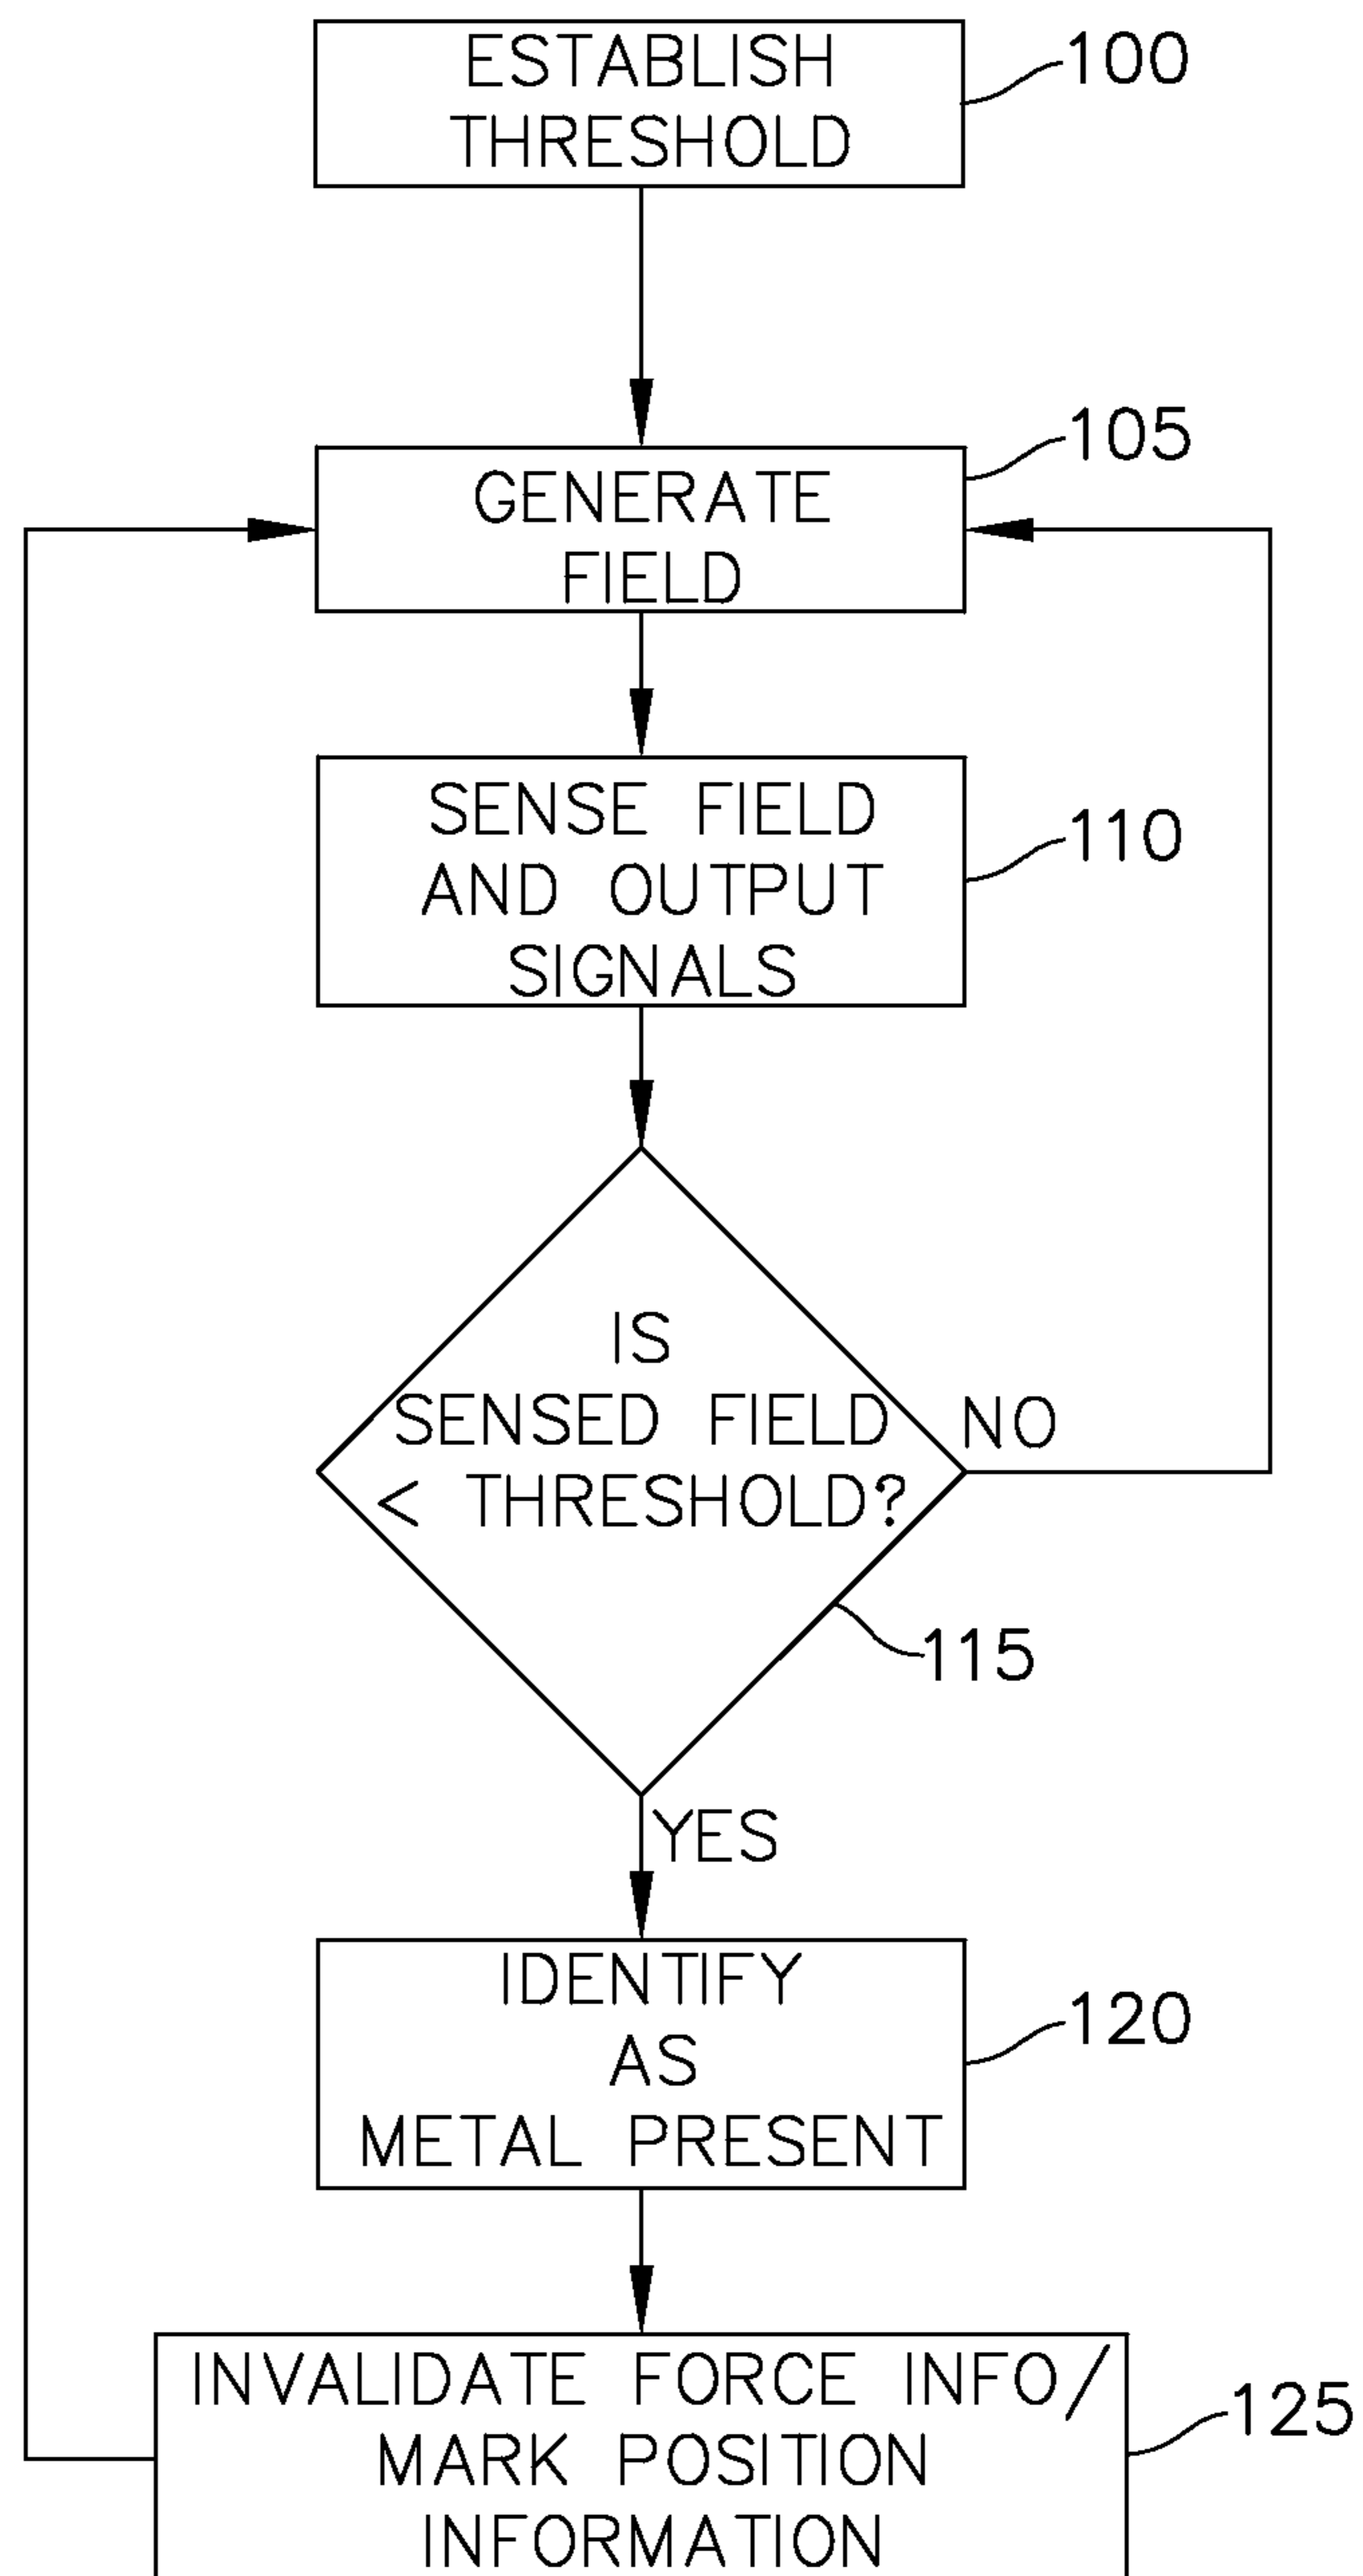 ESTABLISH
THRESHOLD
100
GENERATE
FIELD
105
SENSE FIELD
AND OUTPUT
SIGNALS
110
IS
SENSED FIELD
< THRESHOLD?
NO
115
YES
IDENTIFY
AS
METAL PRESENT
120
INVALIDATE FORCE INFO/
MARK POSITION
INFORMATION
125